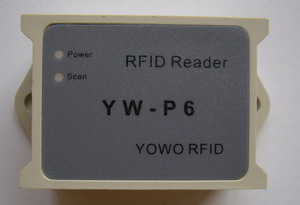 Power
RFID Reader
Scan
YW-P6
YOWO RFID